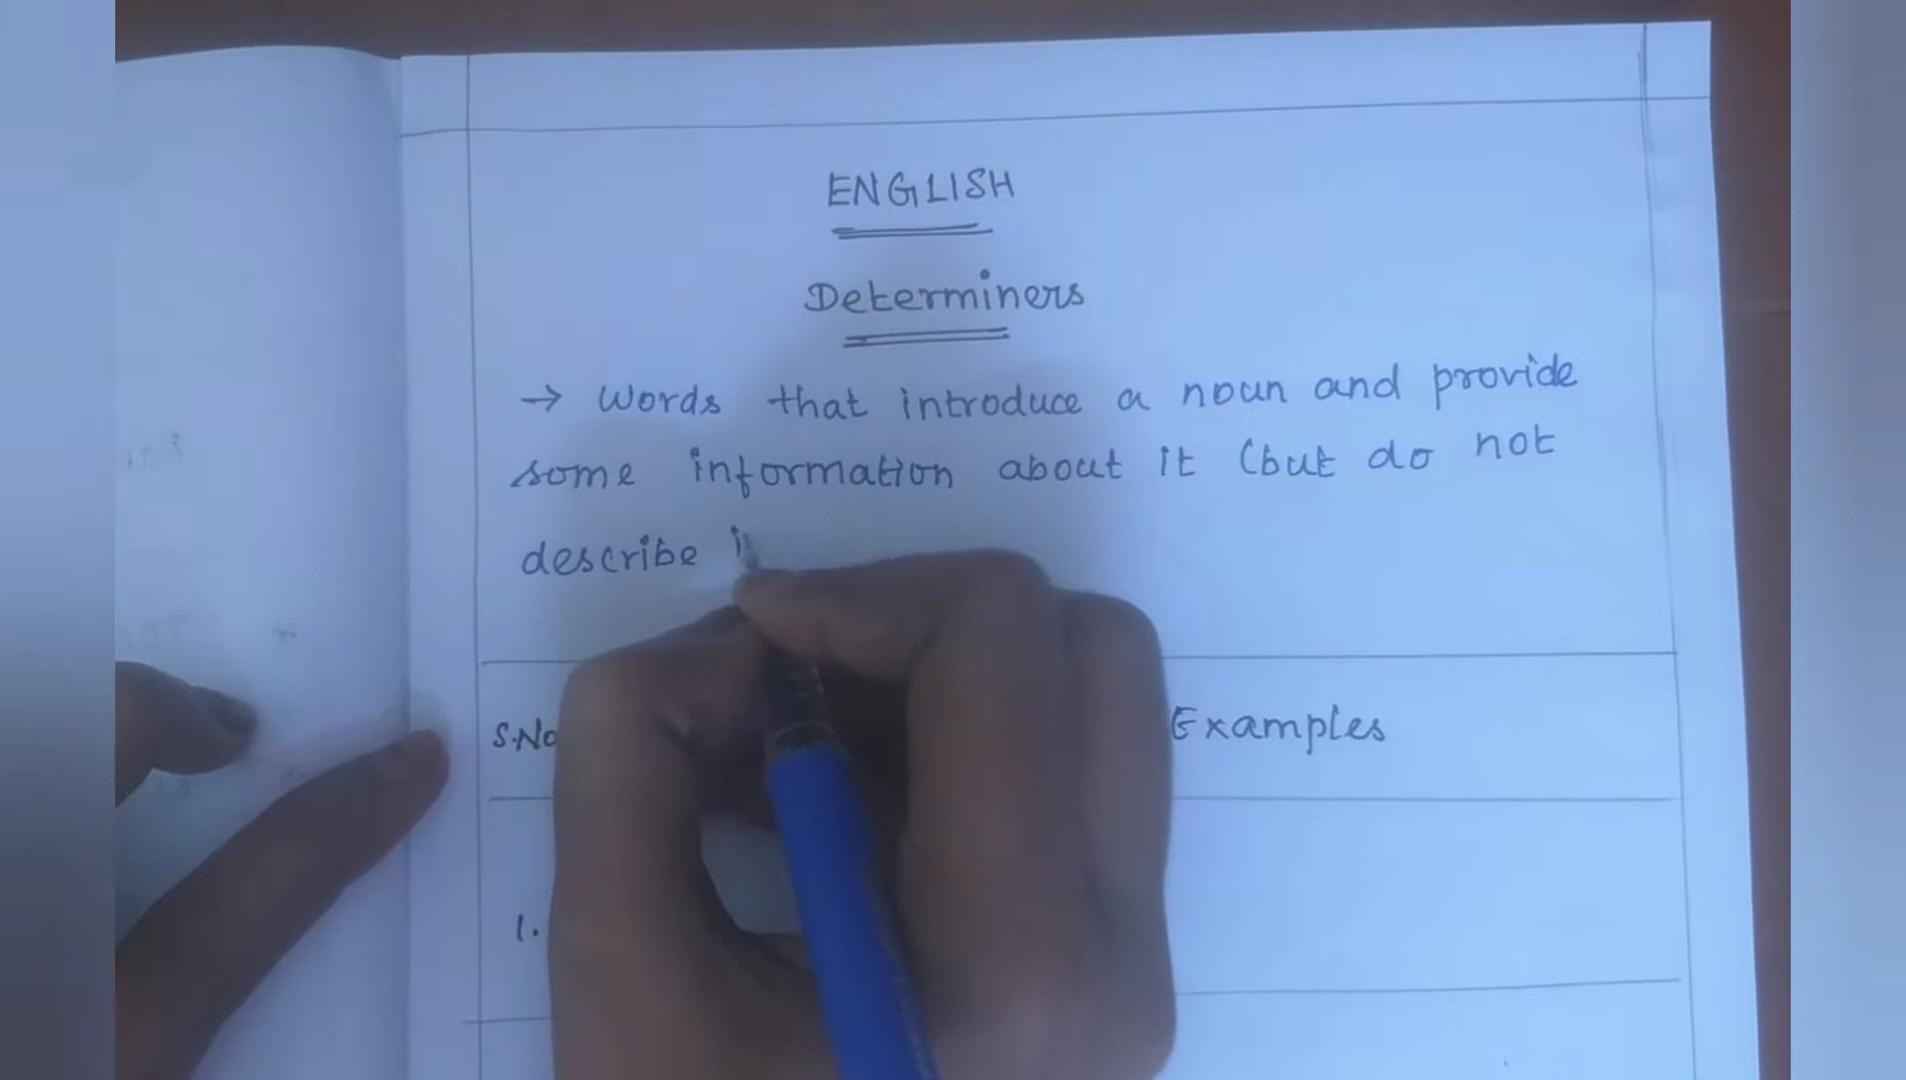 ENGLISH
Determiners
→ Words that introduce a noun and provide
some information about it (but do not
describe i
S.No Examples
1.